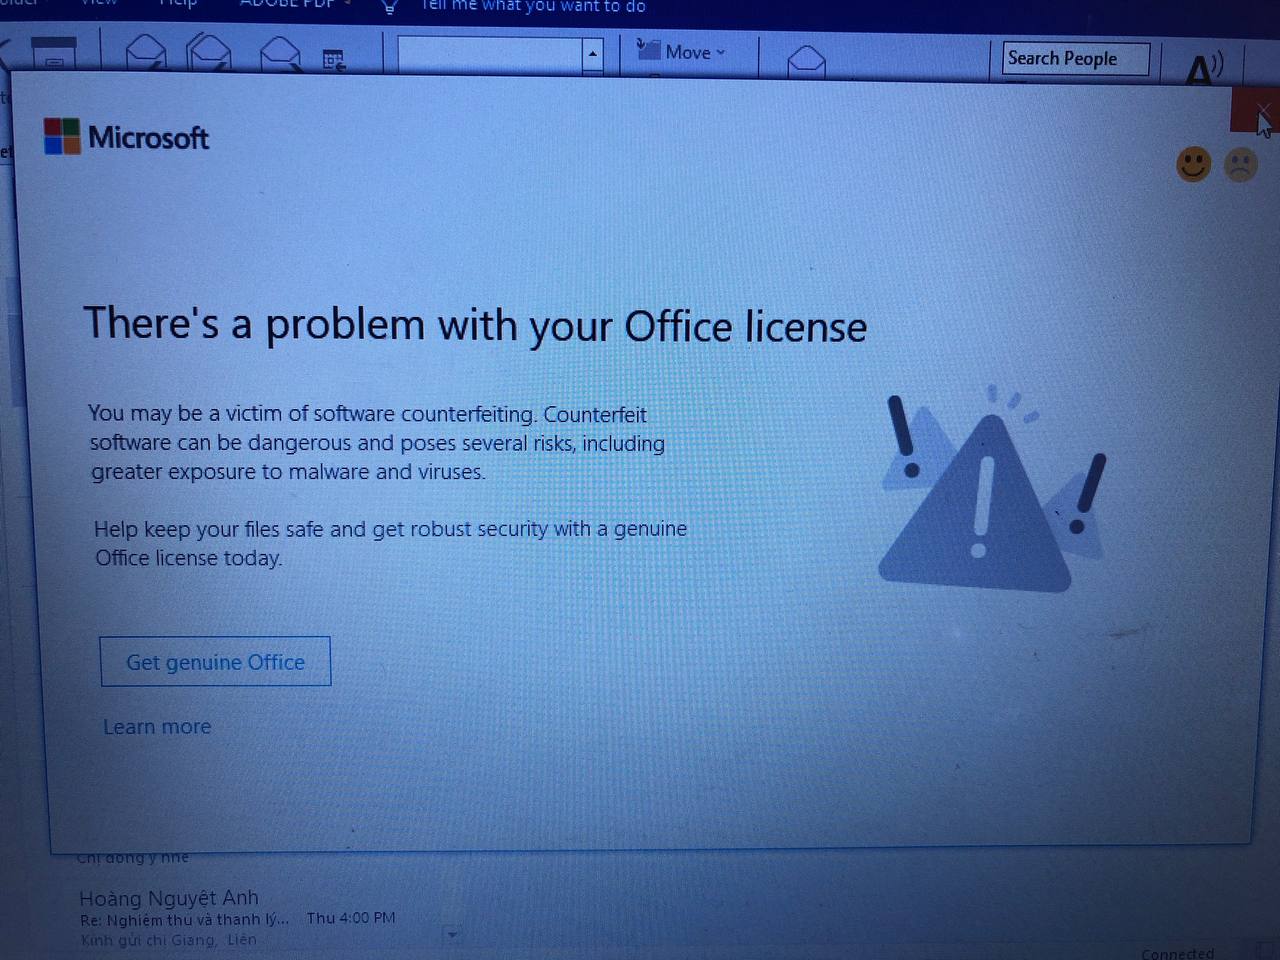 View Help ADOBE PDF Tell me what you want to do
Move
Search People
Microsoft
There's a problem with your Office license
You may be a victim of software counterfeiting. Counterfeit
software can be dangerous and poses several risks, including
greater exposure to malware and viruses.
Help keep your files safe and get robust security with a genuine
Office license today.
Get genuine Office
Learn more
Chị đồng ý nhé
Hoàng Nguyệt Anh
Re: Nghiệm thu và thanh lý... Thu 4:00 PM
Kính gửi chị Giang, Liên
Connected